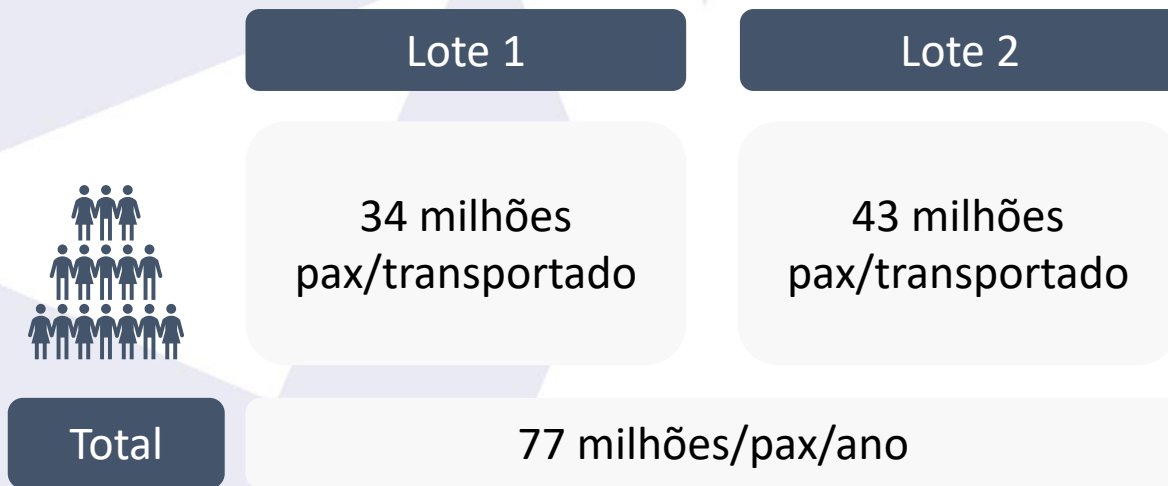 Lote 1
Lote 2
34 milhões
pax/transportado
43 milhões
pax/transportado
Total
77 milhões/pax/ano